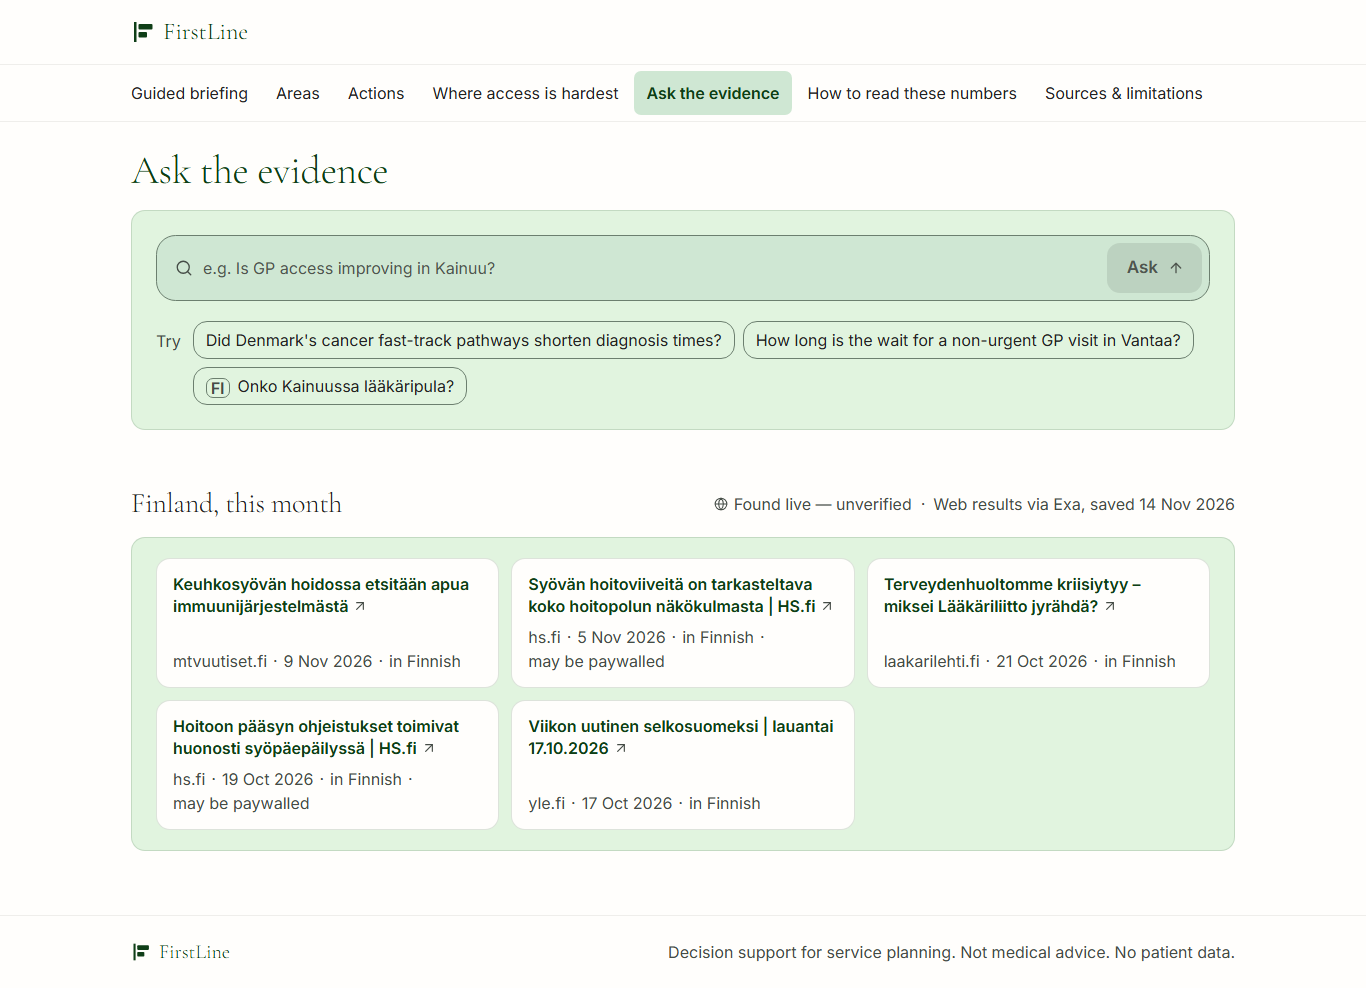 FirstLine
Guided briefing Areas Actions Where access is hardest Ask the evidence How to read these numbers Sources & limitations
Ask the evidence
e.g. Is GP access improving in Kainuu?
Ask
Try
Did Denmark's cancer fast-track pathways shorten diagnosis times?
How long is the wait for a non-urgent GP visit in Vantaa?
FI Onko Kainuussa lääkäripula?
Finland, this month
Found live — unverified · Web results via Exa, saved 14 Nov 2026
Keuhkosyövän hoidossa etsitään apua
immuunijärjestelmästä
mtvuutiset.fi · 9 Nov 2026 · in Finnish
Syövän hoitoviiveitä on tarkasteltava
koko hoitopolun näkökulmasta | HS.fi
hs.fi · 5 Nov 2026 · in Finnish ·
may be paywalled
Terveydenhuoltomme kriisiytyy –
miksei Lääkäriliitto jyrähdä?
laakarilehti.fi · 21 Oct 2026 · in Finnish
Hoitoon pääsyn ohjeistukset toimivat
huonosti syöpäepäilyssä | HS.fi
hs.fi · 19 Oct 2026 · in Finnish ·
may be paywalled
Viikon uutinen selkosuomeksi | lauantai
17.10.2026
yle.fi · 17 Oct 2026 · in Finnish
FirstLine
Decision support for service planning. Not medical advice. No patient data.